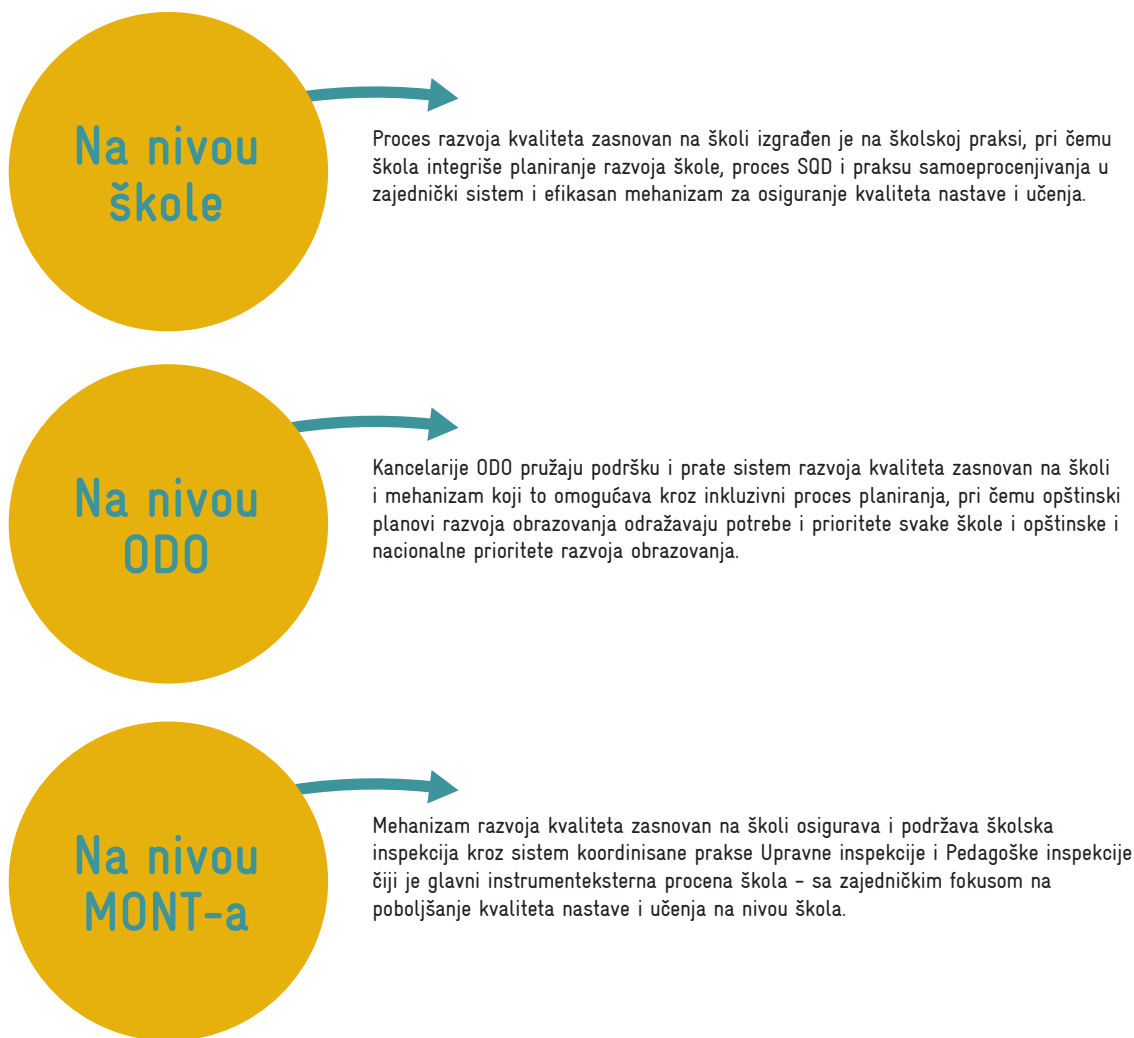 Na nivou
škole
Proces razvoja kvaliteta zasnovan na školi izgrađen je na školskoj praksi, pri čemu
škola integriše planiranje razvoja škole, proces SQD i praksu samoeprocenjivanja u
zajednički sistem i efikasan mehanizam za osiguranje kvaliteta nastave i učenja.
Na nivou
ODO
Kancelarije ODO pružaju podršku i prate sistem razvoja kvaliteta zasnovan na školi
i mehanizam koji to omogućava kroz inkluzivni proces planiranja, pri čemu opštinski
planovi razvoja obrazovanja odražavaju potrebe i prioritete svake škole i opštinske i
nacionalne prioritete razvoja obrazovanja.
Na nivou
MONT-a
Mehanizam razvoja kvaliteta zasnovan na školi osigurava i podržava školska
inspekcija kroz sistem koordinisane prakse Upravne inspekcije i Pedagoške inspekcije
čiji je glavni instrumenteksterna procena škola - sa zajedničkim fokusom na
poboljšanje kvaliteta nastave i učenja na nivou škola.